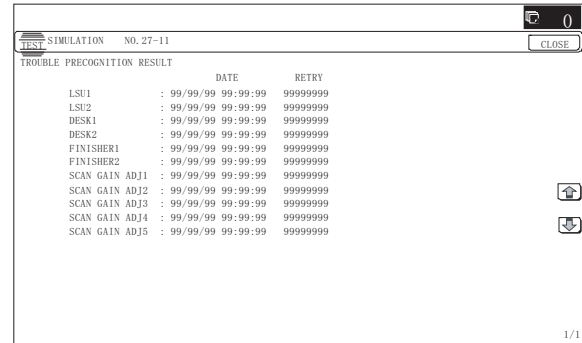 0
TEST SIMULATION NO. 27-11
CLOSE
TROUBLE PRECOGNITION RESULT
DATE RETRY
LSU1 : 99/99/99 99:99:99 99999999
LSU2 : 99/99/99 99:99:99 99999999
DESK1 : 99/99/99 99:99:99 99999999
DESK2 : 99/99/99 99:99:99 99999999
FINISHER1 : 99/99/99 99:99:99 99999999
FINISHER2 : 99/99/99 99:99:99 99999999
SCAN GAIN ADJ1 : 99/99/99 99:99:99 99999999
SCAN GAIN ADJ2 : 99/99/99 99:99:99 99999999
SCAN GAIN ADJ3 : 99/99/99 99:99:99 99999999
SCAN GAIN ADJ4 : 99/99/99 99:99:99 99999999
SCAN GAIN ADJ5 : 99/99/99 99:99:99 99999999
1/1